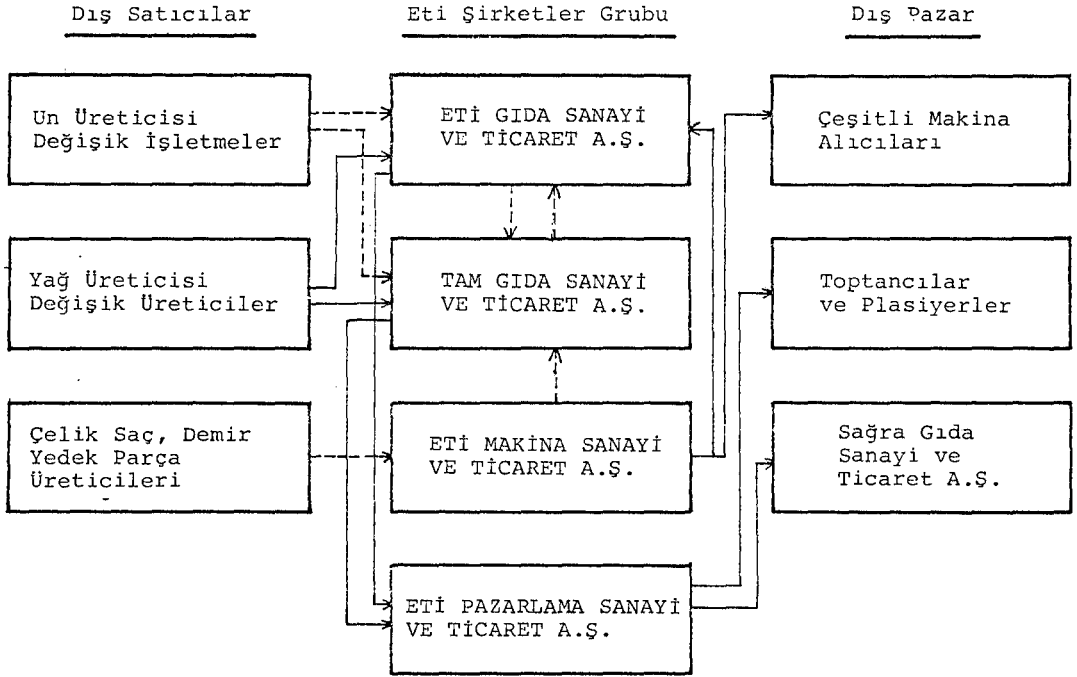 Dış Satıcılar
Eti Şirketler Grubu
Dış Pazar
Un Üreticisi
Değişik İşletmeler
ETİ GIDA SANAYİ
VE TİCARET A.Ş.
Çeşitli Makina
Alıcıları
Yağ Üreticisi
Değişik Üreticiler
TAM GIDA SANAYİ
VE TİCARET A.Ş.
Toptancılar
ve Plasiyerler
Çelik Saç, Demir
Yedek Parça
Üreticileri
ETİ MAKİNA SANAYİ
VE TİCARET A.Ş.
Sağra Gıda
Sanayi ve
Ticaret A.Ş.
ETİ PAZARLAMA SANAYİ
VE TİCARET A.Ş.